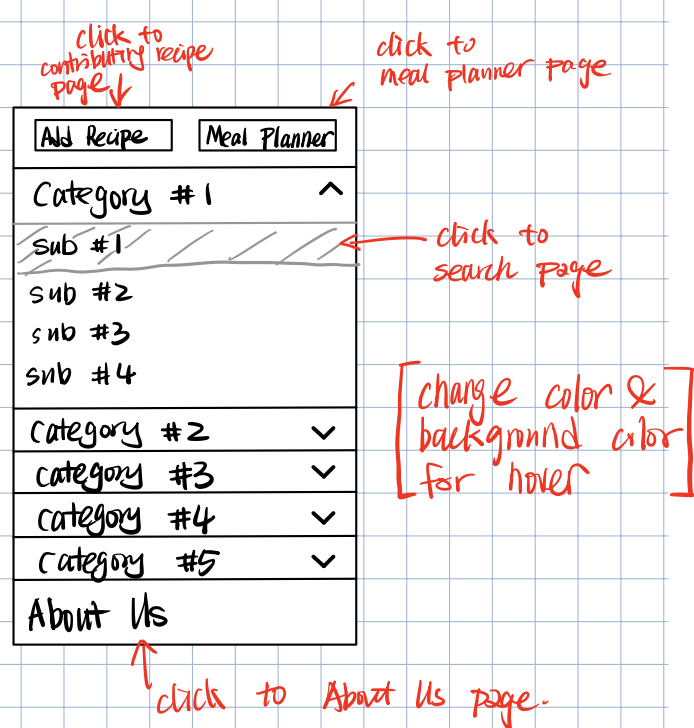 click to
contributing recipe
page
click to
meal planner page
Add Recipe
Meal Planner
Category #1
sub #1
click to
search page
sub #2
sub #3
sub #4
[change color &
background color
for hover]
category #2
category #3
category #4
category #5
About Us
click to About Us page.